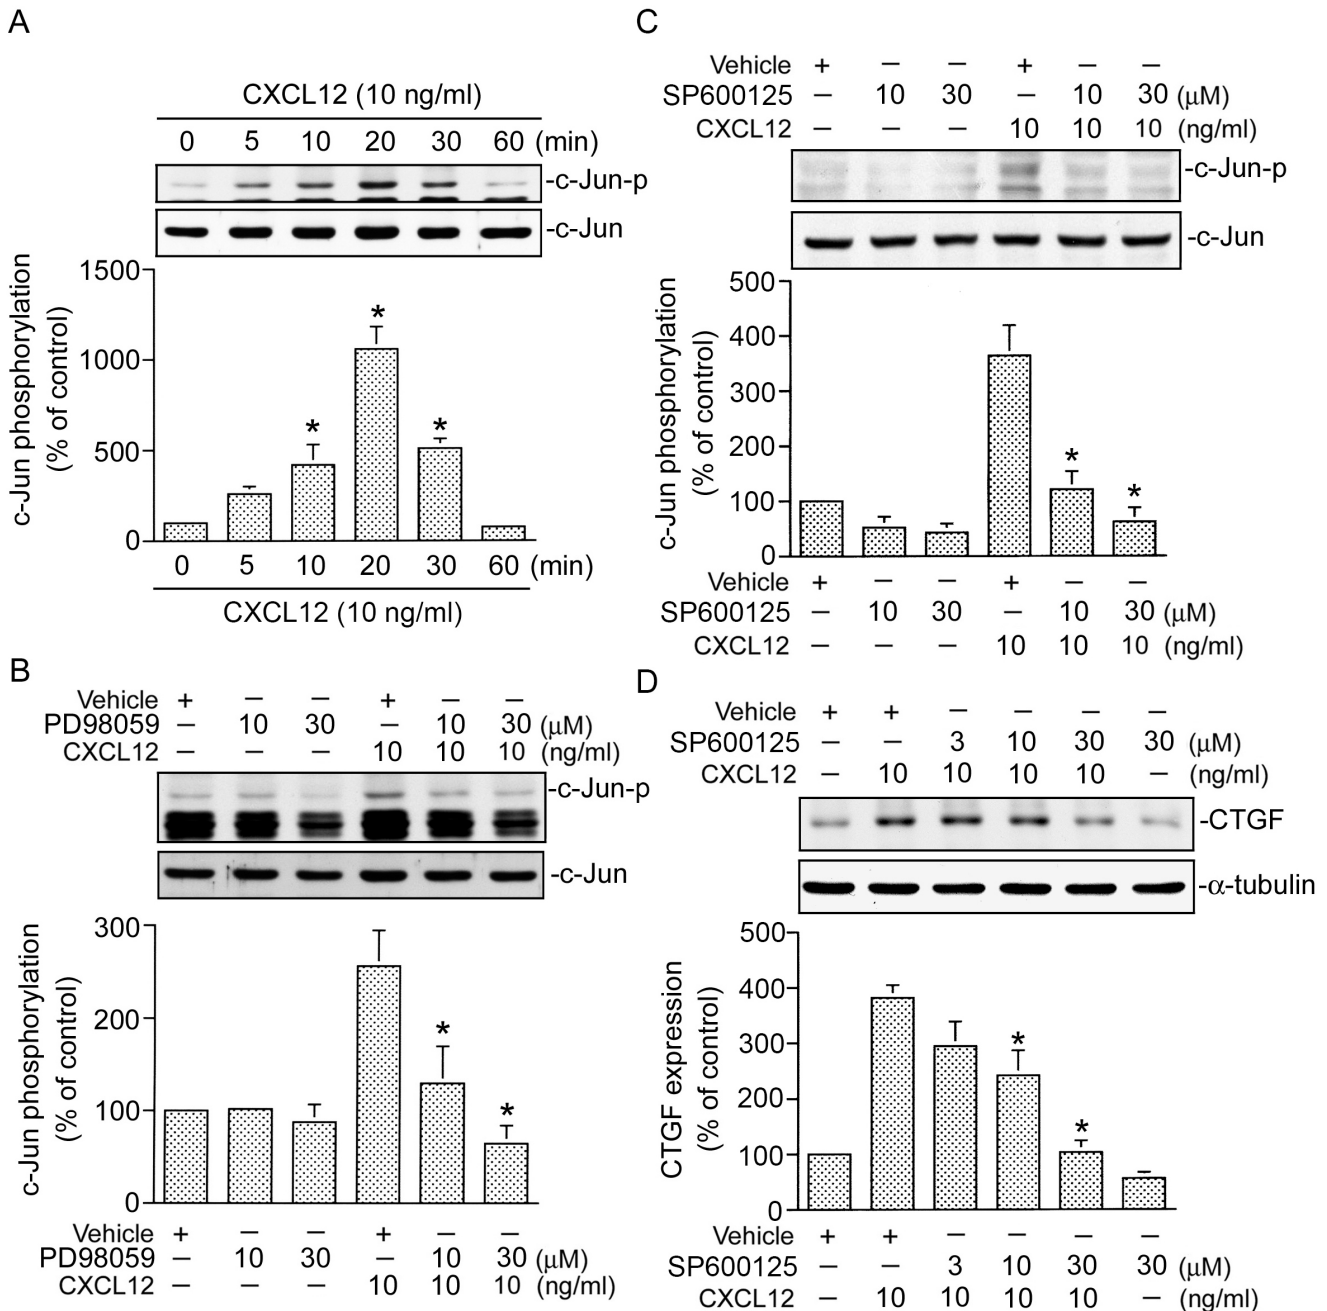 A
CXCL12 (10 ng/ml)
0 5 10 20 30 60 (min)
-c-Jun-p
-c-Jun
c-Jun phosphorylation
(% of control)
1500
1000
500
0
*
*
*
0 5 10 20 30 60 (min)
CXCL12 (10 ng/ml)
B
Vehicle + − − + − −
PD98059 − 10 30 − 10 30 (μM)
CXCL12 − − − 10 10 10 (ng/ml)
-c-Jun-p
-c-Jun
c-Jun phosphorylation
(% of control)
300
200
100
0
*
*
Vehicle + − − + − −
PD98059 − 10 30 − 10 30 (μM)
CXCL12 − − − 10 10 10 (ng/ml)
C
Vehicle + − − + − −
SP600125 − 10 30 − 10 30 (μM)
CXCL12 − − − 10 10 10 (ng/ml)
-c-Jun-p
-c-Jun
c-Jun phosphorylation
(% of control)
500
400
300
200
100
0
*
*
Vehicle + − − + − −
SP600125 − 10 30 − 10 30 (μM)
CXCL12 − − − 10 10 10 (ng/ml)
D
Vehicle + + − − − −
SP600125 − − 3 10 30 30 (μM)
CXCL12 − 10 10 10 10 − (ng/ml)
-CTGF
-α-tubulin
CTGF expression
(% of control)
500
400
300
200
100
0
*
*
Vehicle + + − − − −
SP600125 − − 3 10 30 30 (μM)
CXCL12 − 10 10 10 10 − (ng/ml)